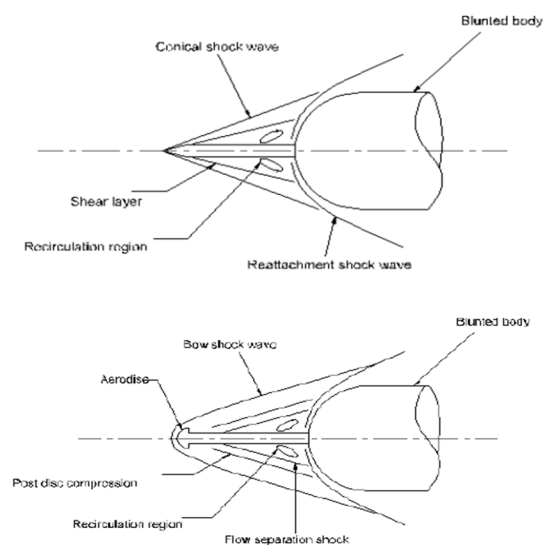 Blunted body
Conical shock wave
Shear layer
Recirculation region
Reattachment shock wave
Blunted body
Bow shock wave
Aerodisc
Post disc compression
Recirculation region
Flow separation shock